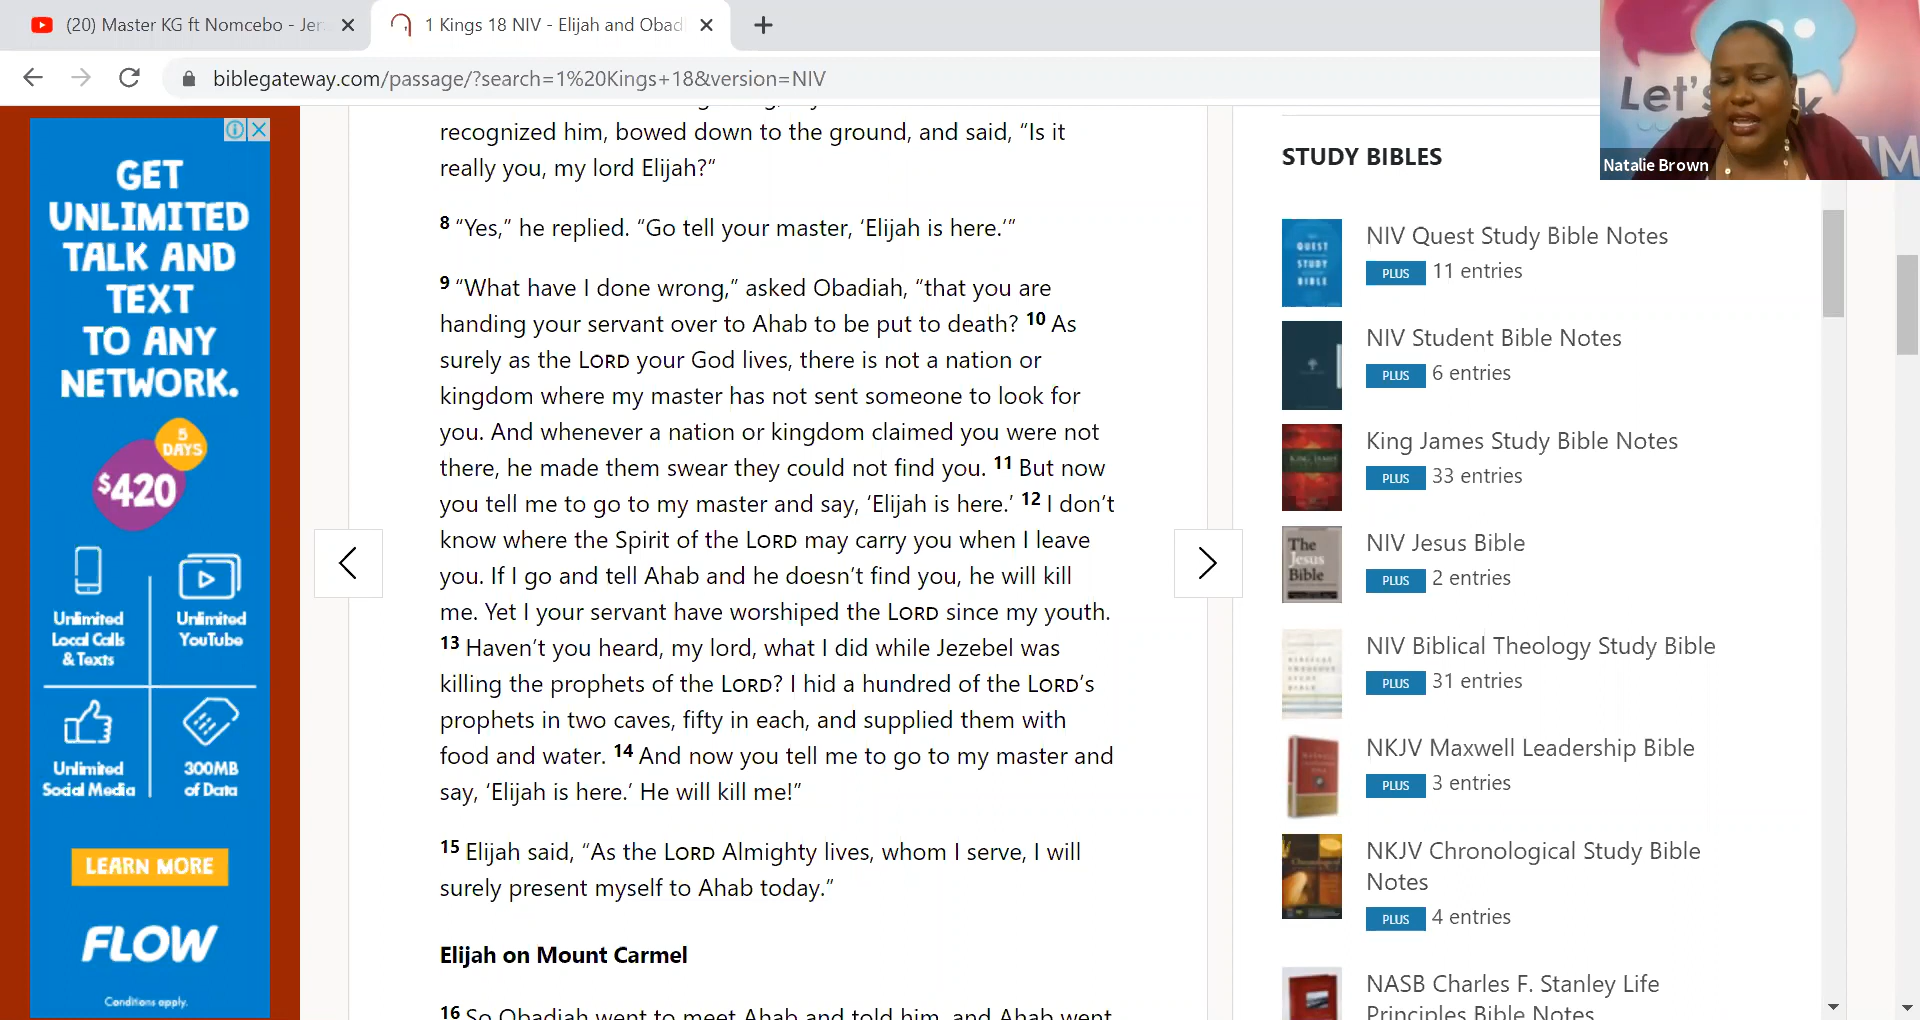 (20) Master KG ft Nomcebo - Jer
1 Kings 18 NIV - Elijah and Obad
biblegateway.com/passage/?search=1%20Kings+18&version=NIV
Let's
Natalie Brown
GET
UNLIMITED
TALK AND
TEXT
TO ANY
NETWORK.
5
DAYS
$420
Unlimited
Local Calls
& Texts
Unlimited
YouTube
Unlimited
Social Media
300MB
of Data
LEARN MORE
FLOW
Conditions apply.
recognized him, bowed down to the ground, and said, “Is it
really you, my lord Elijah?”
8 “Yes,” he replied. “Go tell your master, ‘Elijah is here.’”
9 “What have I done wrong,” asked Obadiah, “that you are
handing your servant over to Ahab to be put to death? 10 As
surely as the LORD your God lives, there is not a nation or
kingdom where my master has not sent someone to look for
you. And whenever a nation or kingdom claimed you were not
there, he made them swear they could not find you. 11 But now
you tell me to go to my master and say, ‘Elijah is here.’ 12 I don’t
know where the Spirit of the LORD may carry you when I leave
you. If I go and tell Ahab and he doesn’t find you, he will kill
me. Yet I your servant have worshiped the LORD since my youth.
13 Haven’t you heard, my lord, what I did while Jezebel was
killing the prophets of the LORD? I hid a hundred of the LORD’s
prophets in two caves, fifty in each, and supplied them with
food and water. 14 And now you tell me to go to my master and
say, ‘Elijah is here.’ He will kill me!”
15 Elijah said, “As the LORD Almighty lives, whom I serve, I will
surely present myself to Ahab today.”
Elijah on Mount Carmel
16 So Obadiah went to meet Ahab and told him, and Ahab went
STUDY BIBLES
QUEST
STUDY
BIBLE
NIV Quest Study Bible Notes
PLUS 11 entries
NIV Student Bible Notes
PLUS 6 entries
King James Study Bible Notes
PLUS 33 entries
The
Jesus
Bible
NIV Jesus Bible
PLUS 2 entries
NIV Biblical Theology Study Bible
PLUS 31 entries
NKJV Maxwell Leadership Bible
PLUS 3 entries
NKJV Chronological Study Bible
Notes
PLUS 4 entries
NASB Charles F. Stanley Life
Principles Bible Notes